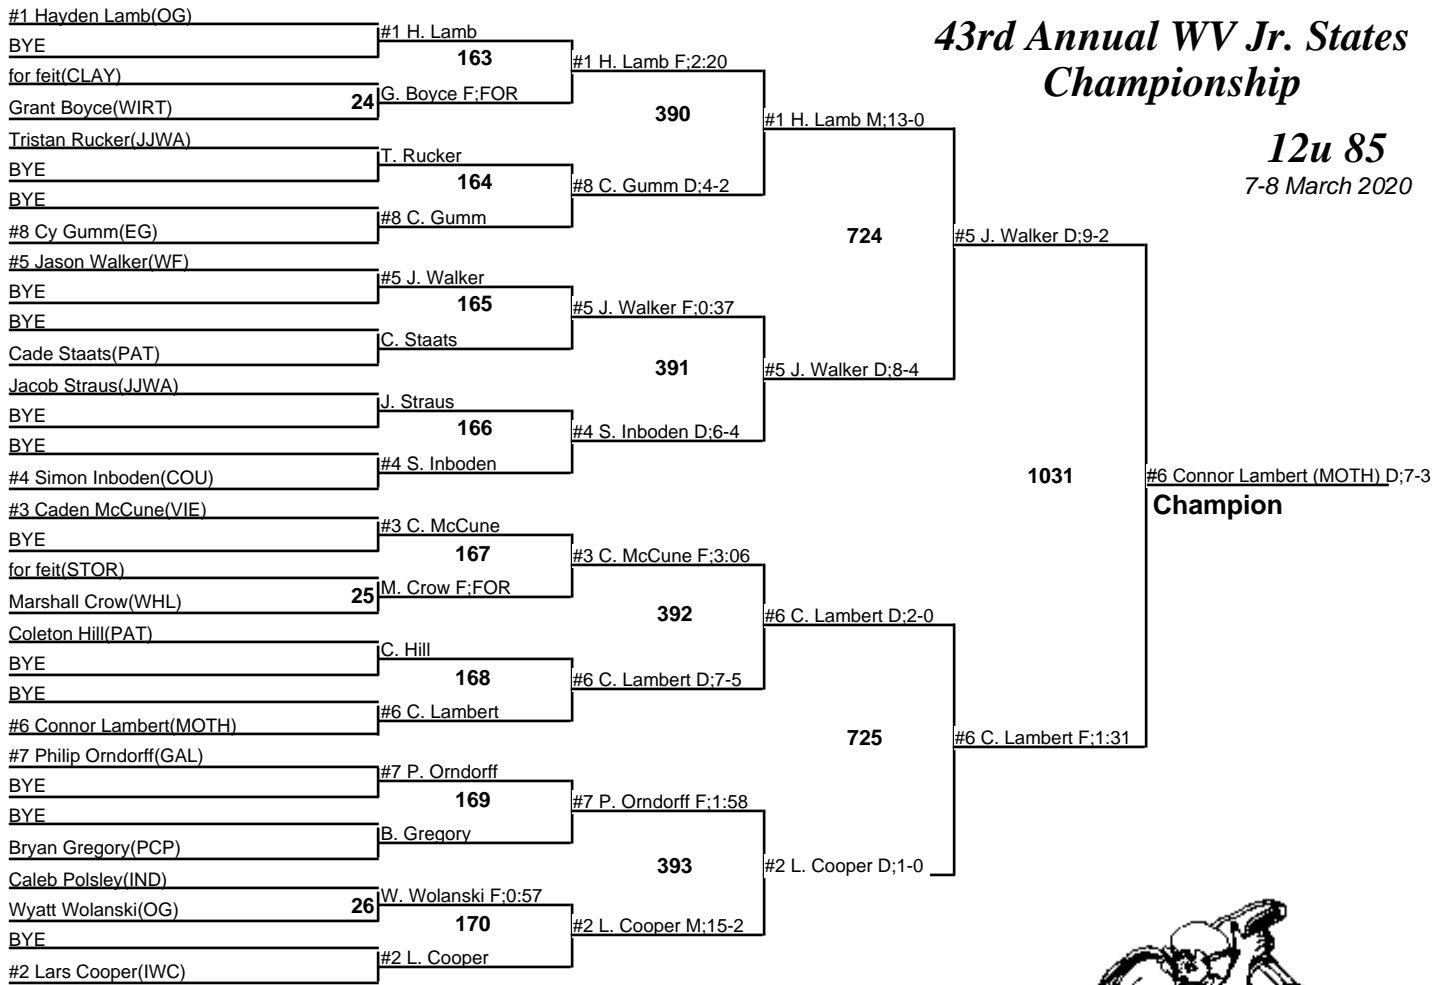 43rd Annual WV Jr. States
Championship
12u 85
7-8 March 2020
#1 Hayden Lamb(OG)
BYE
for feit(CLAY)
Grant Boyce(WIRT)
Tristan Rucker(JJWA)
BYE
BYE
#8 Cy Gumm(EG)
#5 Jason Walker(WF)
BYE
BYE
Cade Staats(PAT)
Jacob Straus(JJWA)
BYE
BYE
#4 Simon Inboden(COU)
#3 Caden McCune(VIE)
BYE
for feit(STOR)
Marshall Crow(WHL)
Coleton Hill(PAT)
BYE
BYE
#6 Connor Lambert(MOTH)
#7 Philip Orndorff(GAL)
BYE
BYE
Bryan Gregory(PCP)
Caleb Polsley(IND)
Wyatt Wolanski(OG)
BYE
#2 Lars Cooper(IWC)
#1 H. Lamb
163
24 G. Boyce F;FOR
T. Rucker
164
#8 C. Gumm
#5 J. Walker
165
C. Staats
J. Straus
166
#4 S. Inboden
#3 C. McCune
167
25 M. Crow F;FOR
C. Hill
168
#6 C. Lambert
#7 P. Orndorff
169
B. Gregory
26 W. Wolanski F;0:57
170
#2 L. Cooper
#1 H. Lamb F;2:20
390
#8 C. Gumm D;4-2
#5 J. Walker F;0:37
391
#4 S. Inboden D;6-4
#3 C. McCune F;3:06
392
#6 C. Lambert D;7-5
#7 P. Orndorff F;1:58
393
#2 L. Cooper M;15-2
#1 H. Lamb M;13-0
724
#5 J. Walker D;8-4
#6 C. Lambert D;2-0
725
#2 L. Cooper D;1-0
#5 J. Walker D;9-2
1031
#6 C. Lambert F;1:31
#6 Connor Lambert (MOTH) D;7-3
Champion